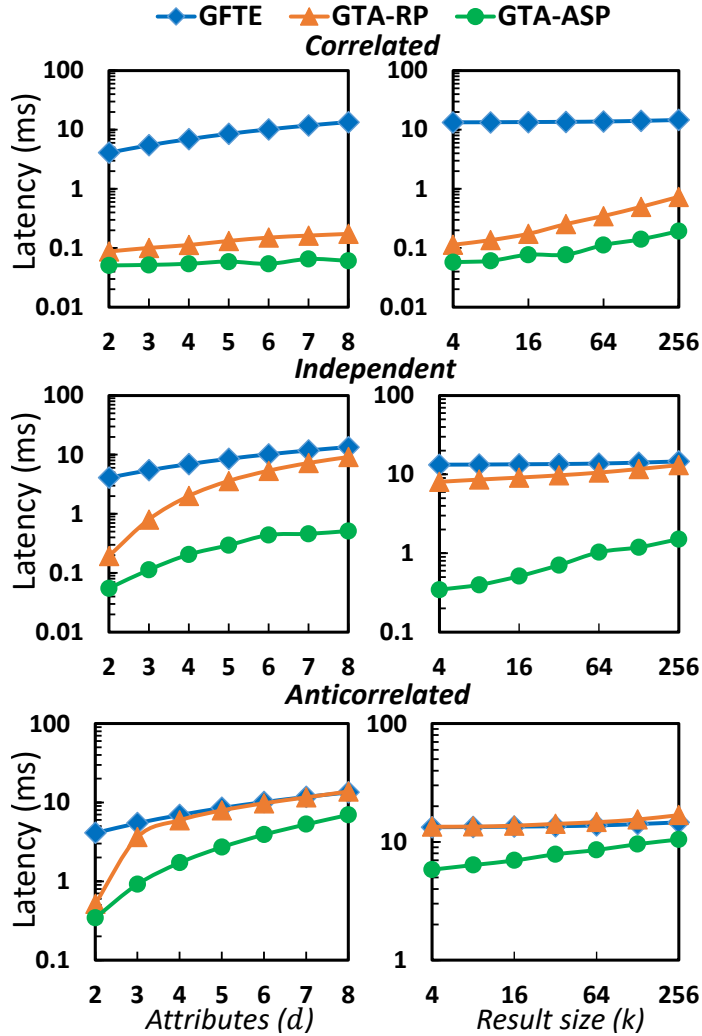 GFTE GTA-RP GTA-ASP
Correlated
Latency (ms)
100
10
1
0.1
0.01
2 3 4 5 6 7 8
100
10
1
0.1
0.01
4 16 64 256
Independent
Latency (ms)
100
10
1
0.1
0.01
2 3 4 5 6 7 8
100
10
1
0.1
4 16 64 256
Anticorrelated
Latency (ms)
100
10
1
0.1
2 3 4 5 6 7 8
Attributes (d)
100
10
1
4 16 64 256
Result size (k)